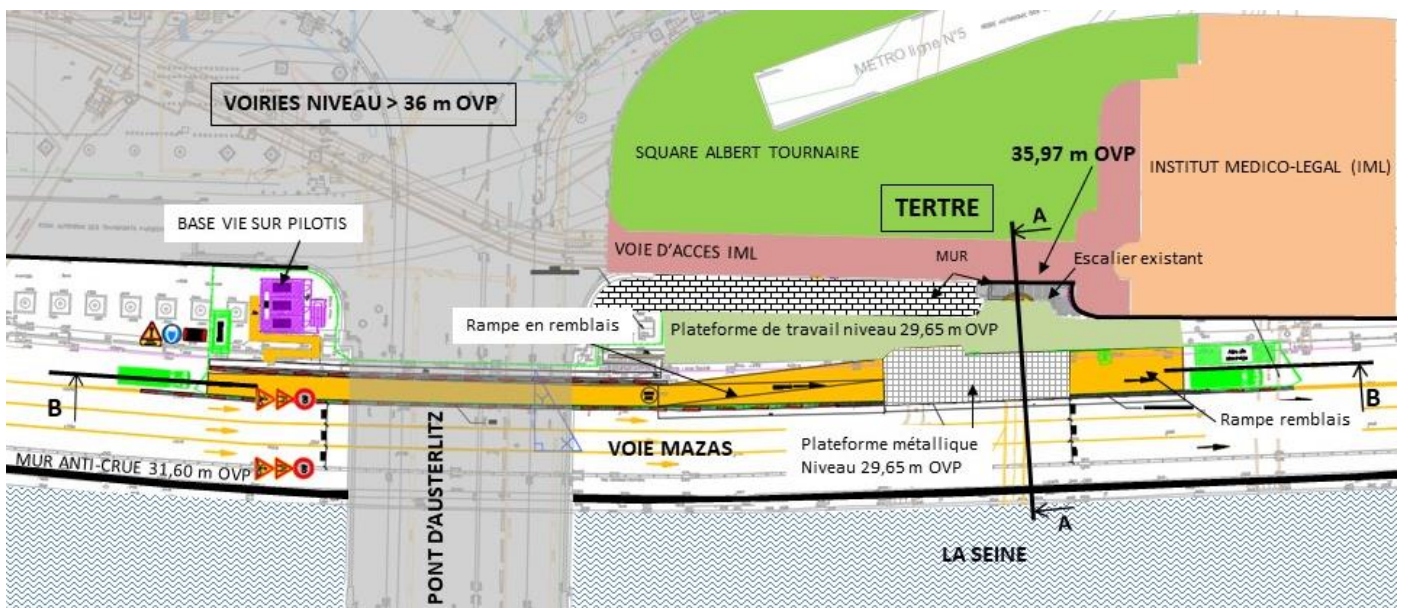 METRO ligne N°5
VOIRIES NIVEAU > 36 m OVP
SQUARE ALBERT TOURNAIRE
35,97 m OVP
INSTITUT MEDICO-LEGAL (IML)
TERTRE
A
BASE VIE SUR PILOTIS
VOIE D'ACCES IML
MUR
Escalier existant
Rampe en remblais
Plateforme de travail niveau 29,65 m OVP
B
B
Rampe remblais
VOIE MAZAS
Plateforme métallique
Niveau 29,65 m OVP
MUR ANTI-CRUE 31,60 m OVP
PONT D'AUSTERLITZ
A
LA SEINE